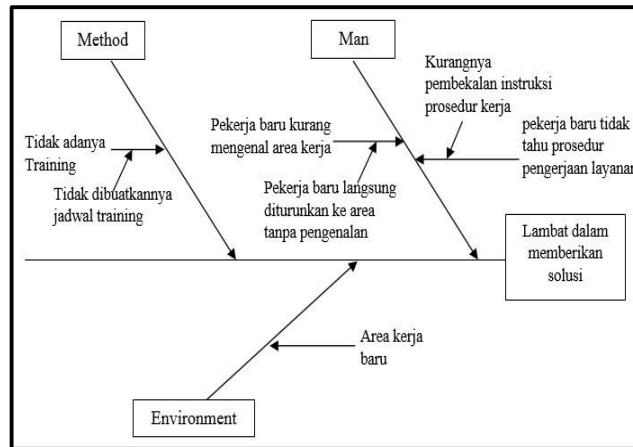 Method
Man
Kurangnya
pembekalan instruksi
prosedur kerja
Tidak adanya
Training
Tidak dibuatkannya
jadwal training
Pekerja baru kurang
mengenal area kerja
Pekerja baru langsung
diturunkan ke area
tanpa pengenalan
pekerja baru tidak
tahu prosedur
pengerjaan layanan
Lambat dalam
memberikan
solusi
Area kerja
baru
Environment